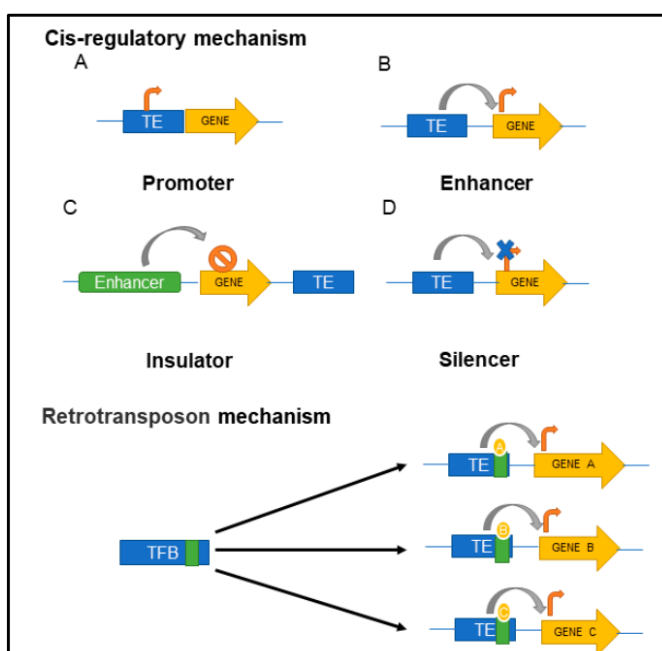 Cis-regulatory mechanism
A
B
TE GENE
TE GENE
Promoter
Enhancer
C
D
Enhancer GENE TE
TE GENE
Insulator
Silencer
Retrotransposon mechanism
A
TE GENE A
TFB
B
TE GENE B
C
TE GENE C